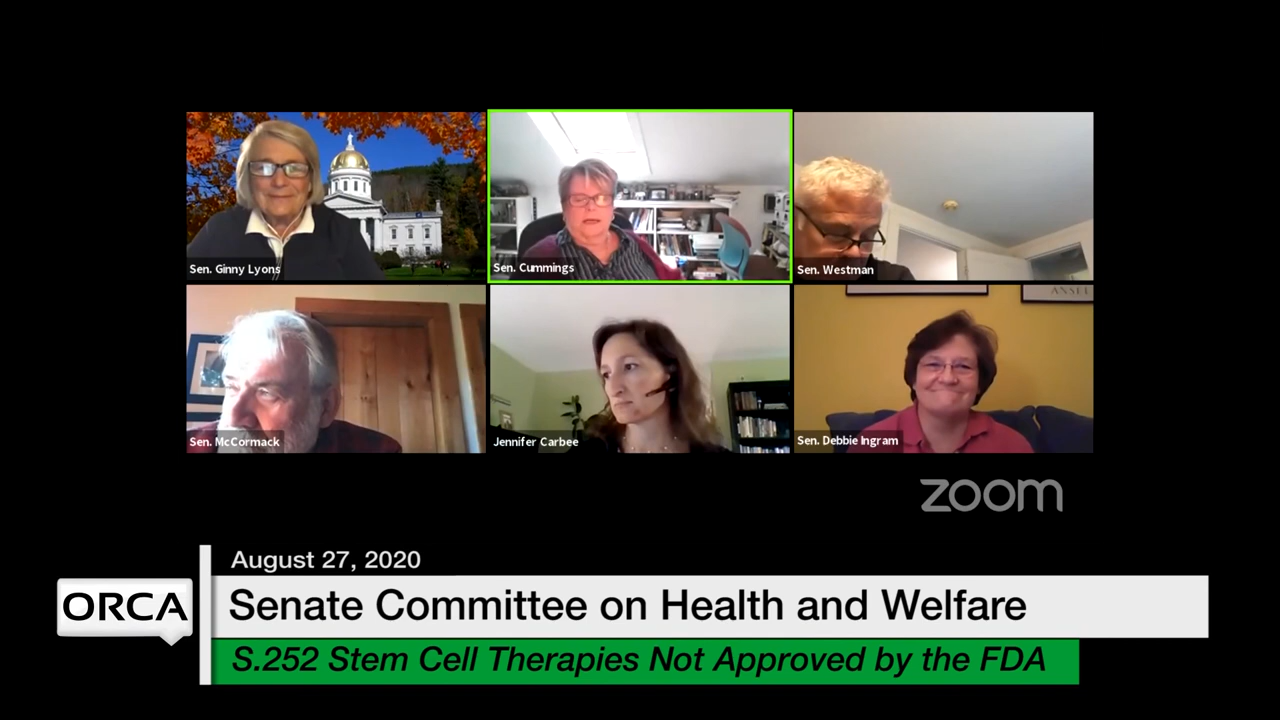 Sen. Ginny Lyons
Sen. Cummings
Sen. Westman
ANSEL
Sen. McCormack
Jennifer Carbee
Sen. Debbie Ingram
zoom
August 27, 2020
ORCA
Senate Committee on Health and Welfare
S.252 Stem Cell Therapies Not Approved by the FDA